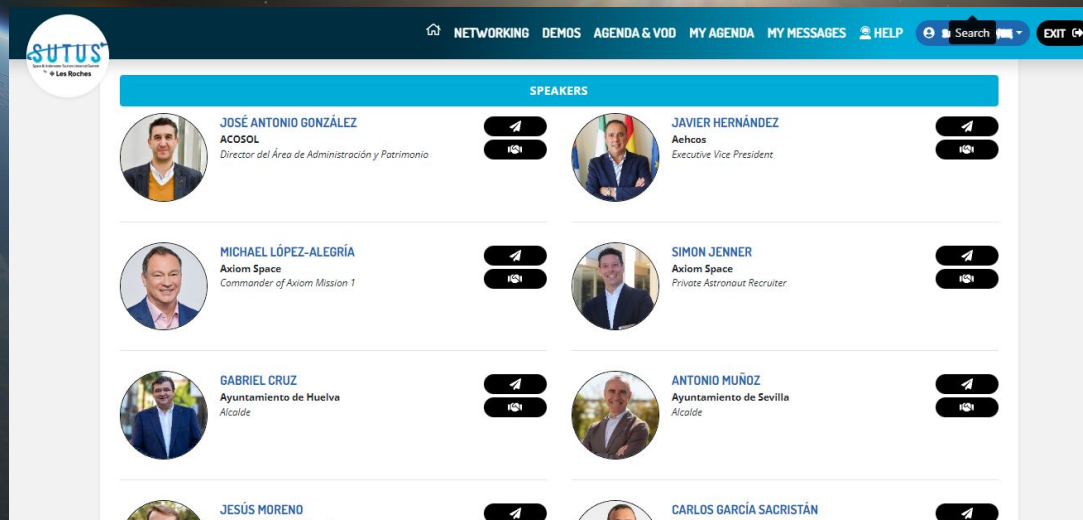 SUTUS
by Les Roches
NETWORKING DEMOS AGENDA & VOD MY AGENDA MY MESSAGES HELP Search EXIT
SPEAKERS
JOSÉ ANTONIO GONZÁLEZ
ACOSOL
Director del Área de Administración y Patrimonio
JAVIER HERNÁNDEZ
Aehcos
Executive Vice President
MICHAEL LÓPEZ-ALEGRÍA
Axiom Space
Commander of Axiom Mission 1
SIMON JENNER
Axiom Space
Private Astronaut Recruiter
GABRIEL CRUZ
Ayuntamiento de Huelva
Alcalde
ANTONIO MUÑOZ
Ayuntamiento de Sevilla
Alcalde
JESÚS MORENO
CARLOS GARCÍA SACRISTÁN